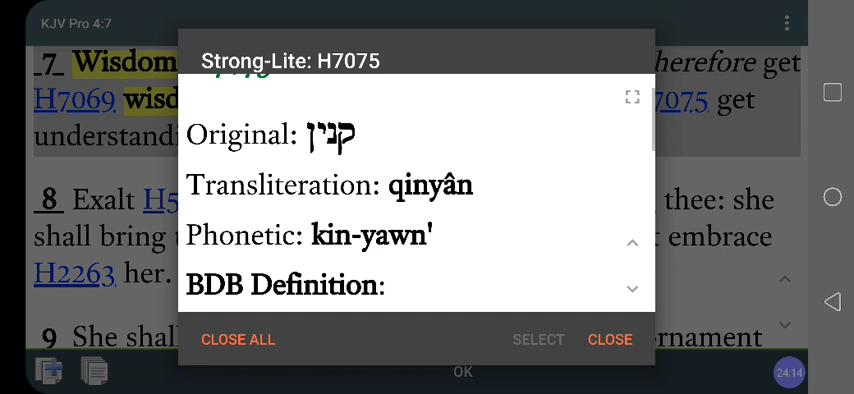 KJV Pro 4:7
Strong-Lite: H7075
7 Wisdom herefore get
H7069 wisd 7075 get
understandi
Original: קנין
Transliteration: qinyân
Phonetic: kin-yawn'
BDB Definition:
8 Exalt H5 thee: she
shall bring t t embrace
H2263 her.
9 She shal rnament
CLOSE ALL SELECT CLOSE
OK
24:14